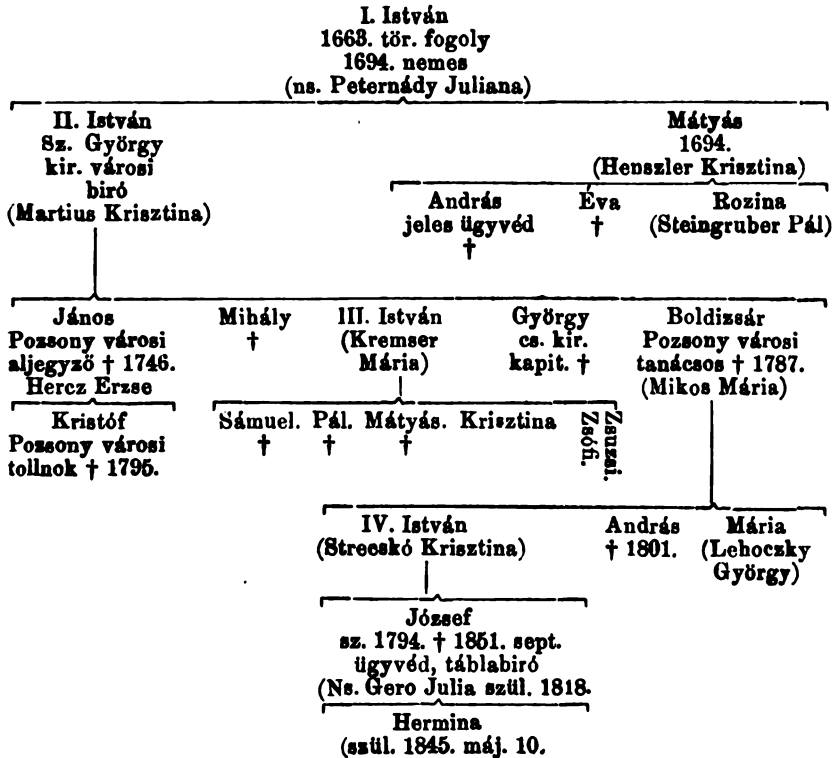 I. István
1663. tör. fogoly
1694. nemes
(ns. Peternády Juliana)
II. István
Sz. György
kir. városi
biró
(Martius Krisztina)
Mátyás
1694.
(Henszler Krisztina)
András
jeles ügyvéd
†
Éva
†
Rozina
(Steingruber Pál)
János
Pozsony városi
aljegyző † 1746.
Hercz Erzse
Mihály
†
III. István
(Kremser
Mária)
György
cs. kir.
kapit. †
Boldizsár
Pozsony városi
tanácsos † 1787.
(Mikos Mária)
Kristóf
Pozsony városi
tollnok † 1795.
Sámuel. Pál. Mátyás. Krisztina
† † †
Zsófi.
Zsuzsi.
IV. István
(Strecskó Krisztina)
András
† 1801.
Mária
(Lehoczky
György)
József
sz. 1794. † 1851. sept.
ügyvéd, táblabiró
(Ns. Gero Julia szül. 1818.
Hermina
(szül. 1845. máj. 10.